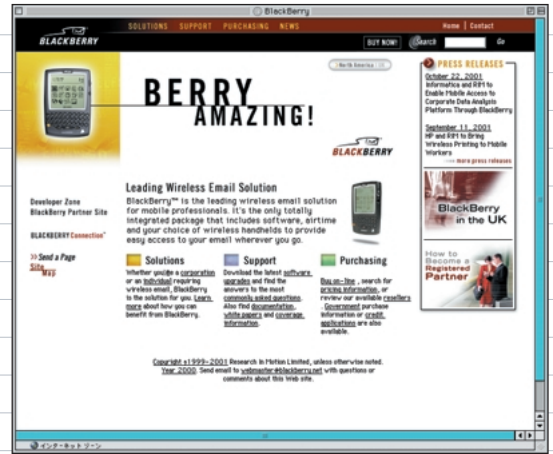 BlackBerry
SOLUTIONS SUPPORT PURCHASING NEWS
Home | Contact
BLACKBERRY
BUY NOW!
Search
Go
North America
BERRY
AMAZING!
BLACKBERRY
PRESS RELEASES
October 22, 2001
Informatica and RIM to
Enable Mobile Access to
Corporate Data Analysis
Platform Through BlackBerry
September 11, 2001
HP and RIM to Bring
Wireless Printing to Mobile
Workers
more press releases
BlackBerry
in the UK
How to
Become a
Registered
Partner
Developer Zone
BlackBerry Partner Site
BLACKBERRY Connection
>> Send a Page
Site
Map
Leading Wireless Email Solution
BlackBerry™ is the leading wireless email solution
for mobile professionals. It's the only totally
integrated package that includes software, airtime
and your choice of wireless handhelds to provide
easy access to your email wherever you go.
Solutions
Whether you're a corporation
or an individual requiring
wireless email, BlackBerry
is the solution for you. Learn
more about how you can
benefit from BlackBerry.
Support
Download the latest software
upgrades and find the
answers to the most
commonly asked questions.
Also find documentation,
white papers and coverage
information.
Purchasing
Buy on-line , search for
pricing information, or
review our available resellers
. Government purchase
information or credit
applications are also
available.
Copyright ©1999-2001 Research In Motion Limited, unless otherwise noted.
Year 2000. Send email to webmaster@blackberry.net with questions or
comments about this Web site.
インターネット ゾーン